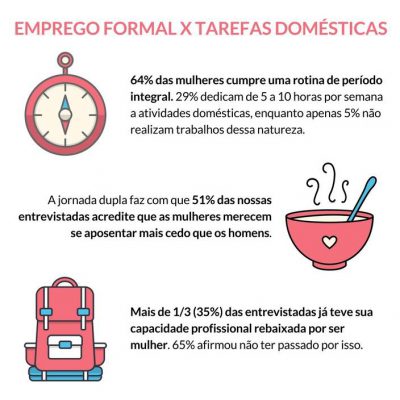 EMPREGO FORMAL X TAREFAS DOMÉSTICAS
64% das mulheres cumpre uma rotina de período
integral. 29% dedicam de 5 a 10 horas por semana
a atividades domésticas, enquanto apenas 5% não
realizam trabalhos dessa natureza.
A jornada dupla faz com que 51% das nossas
entrevistadas acredite que as mulheres merecem
se aposentar mais cedo que os homens.
Mais de 1/3 (35%) das entrevistadas já teve sua
capacidade profissional rebaixada por ser
mulher. 65% afirmou não ter passado por isso.